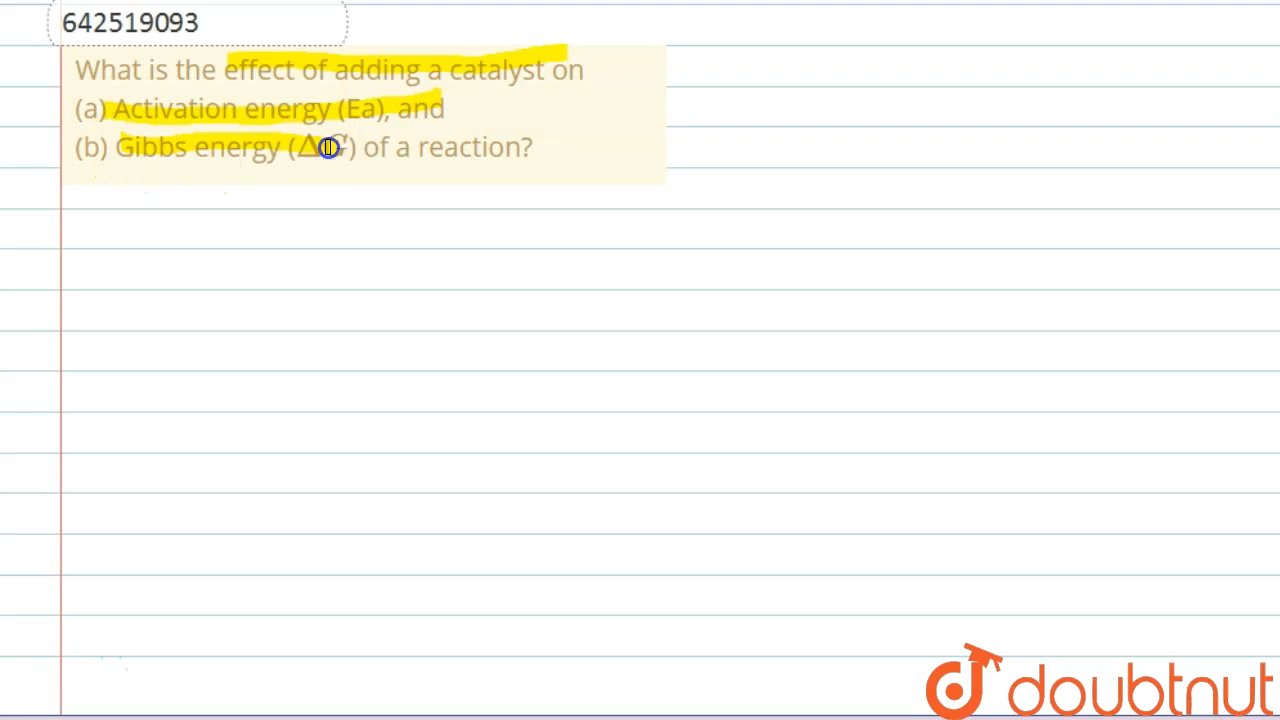 642519093
What is the effect of adding a catalyst on
(a) Activation energy (Ea), and
(b) Gibbs energy (ΔG) of a reaction?
doubtnut